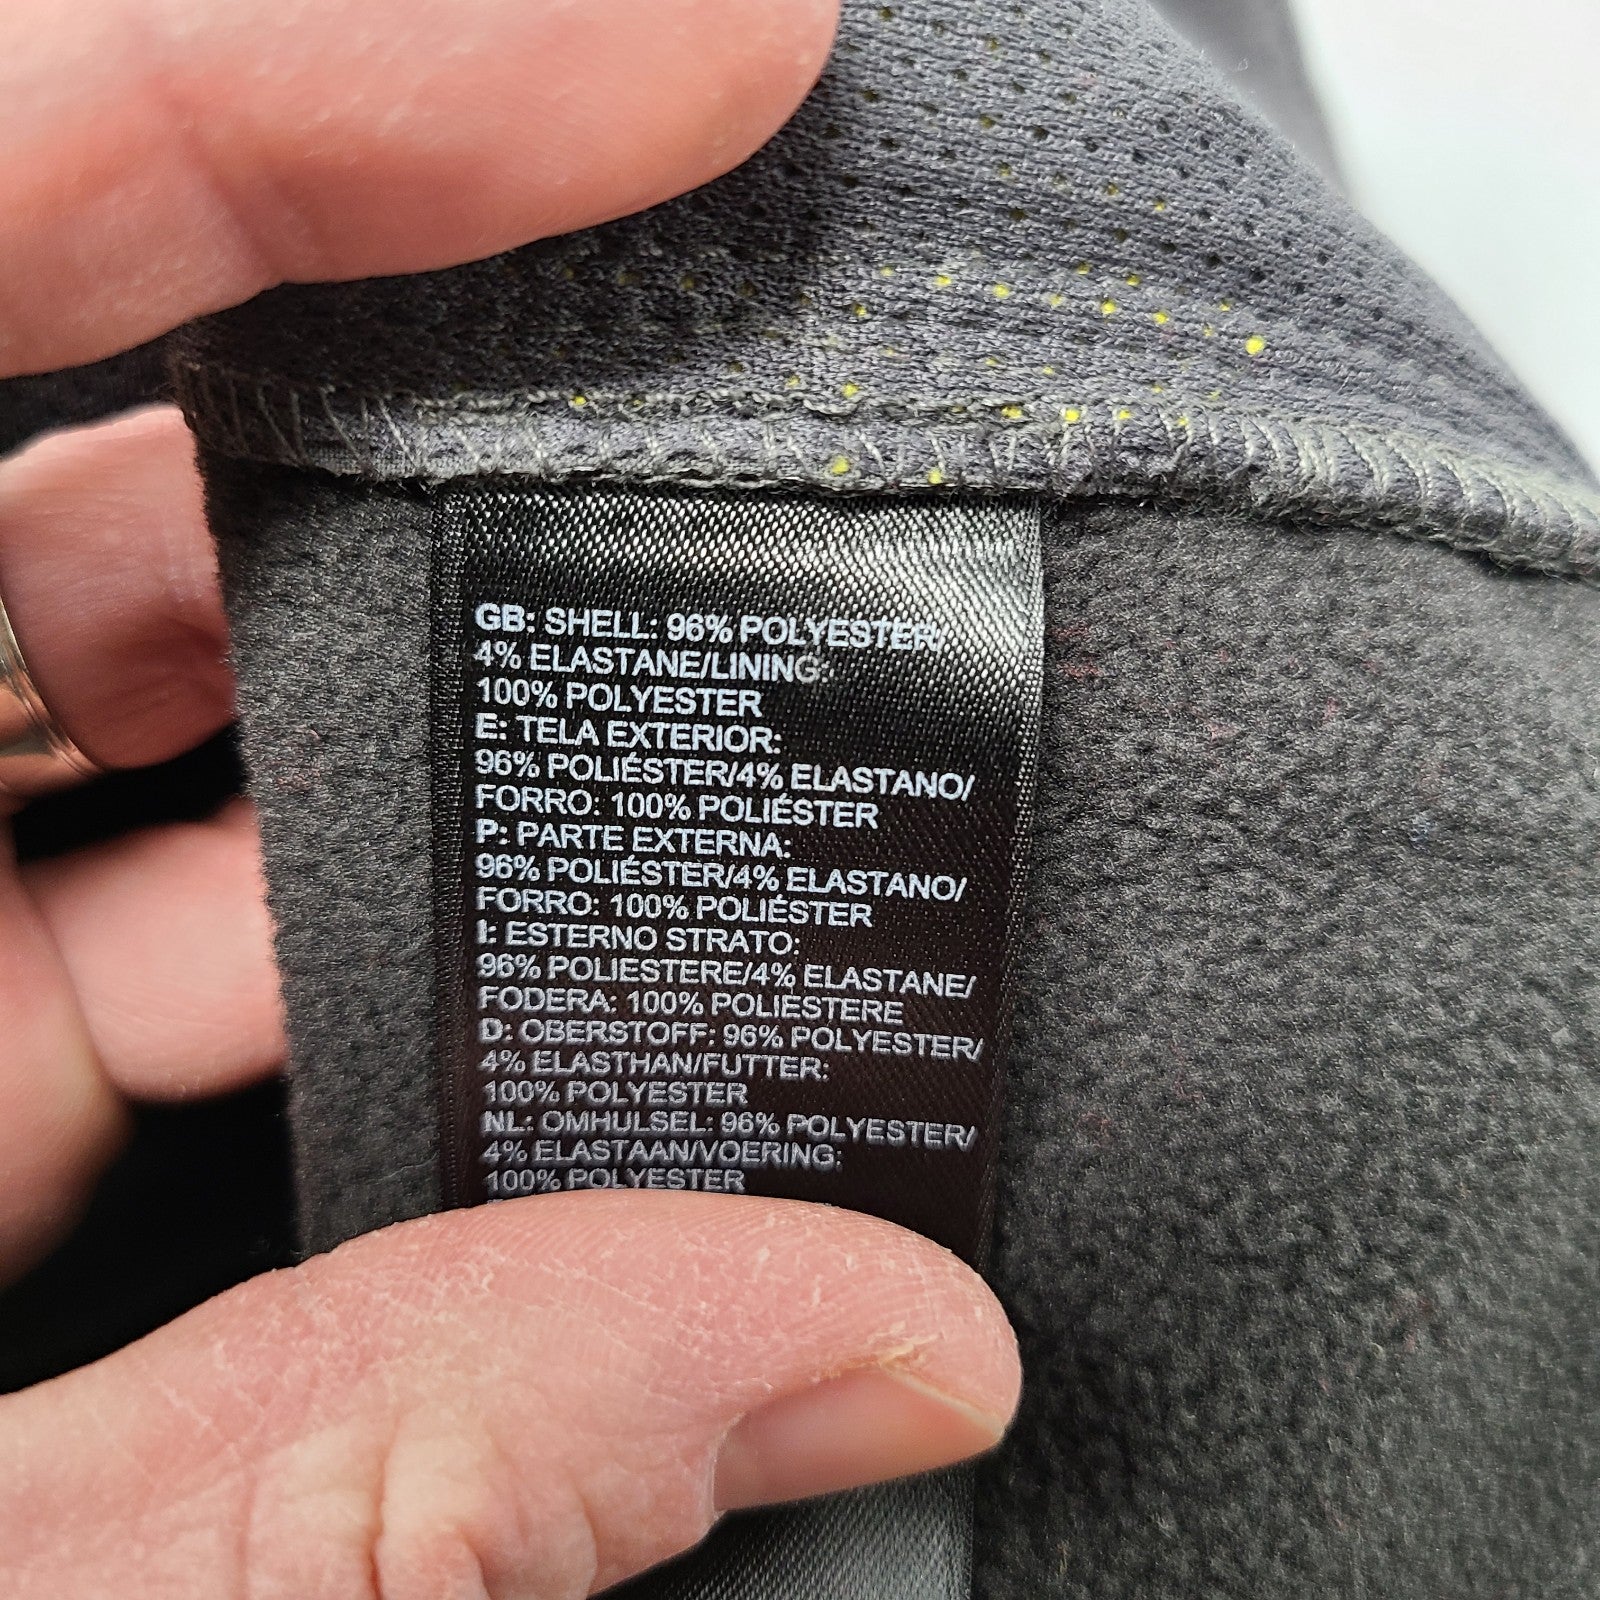 GB: SHELL: 96% POLYESTER/
4% ELASTANE/LINING:
100% POLYESTER
E: TELA EXTERIOR:
96% POLIÉSTER/4% ELASTANO/
FORRO: 100% POLIÉSTER
P: PARTE EXTERNA:
96% POLIÉSTER/4% ELASTANO/
FORRO: 100% POLIÉSTER
I: ESTERNO STRATO:
96% POLIESTERE/4% ELASTANE/
FODERA: 100% POLIESTERE
D: OBERSTOFF: 96% POLYESTER/
4% ELASTHAN/FUTTER:
100% POLYESTER
NL: OMHULSEL: 96% POLYESTER/
4% ELASTAAN/VOERING:
100% POLYESTER